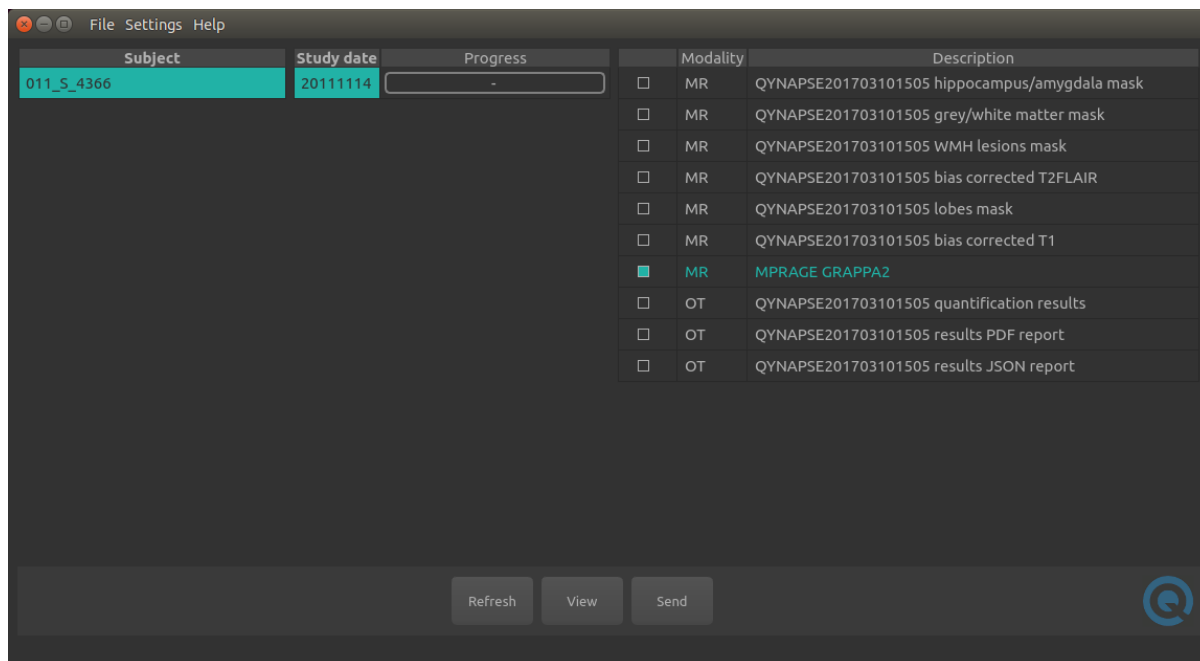 File Settings Help
Subject Study date Progress Modality Description
011_S_4366 20111114 - MR QYNAPSE201703101505 hippocampus/amygdala mask
MR QYNAPSE201703101505 grey/white matter mask
MR QYNAPSE201703101505 WMH lesions mask
MR QYNAPSE201703101505 bias corrected T2FLAIR
MR QYNAPSE201703101505 lobes mask
MR QYNAPSE201703101505 bias corrected T1
MR MPRAGE GRAPPA2
OT QYNAPSE201703101505 quantification results
OT QYNAPSE201703101505 results PDF report
OT QYNAPSE201703101505 results JSON report
Refresh View Send